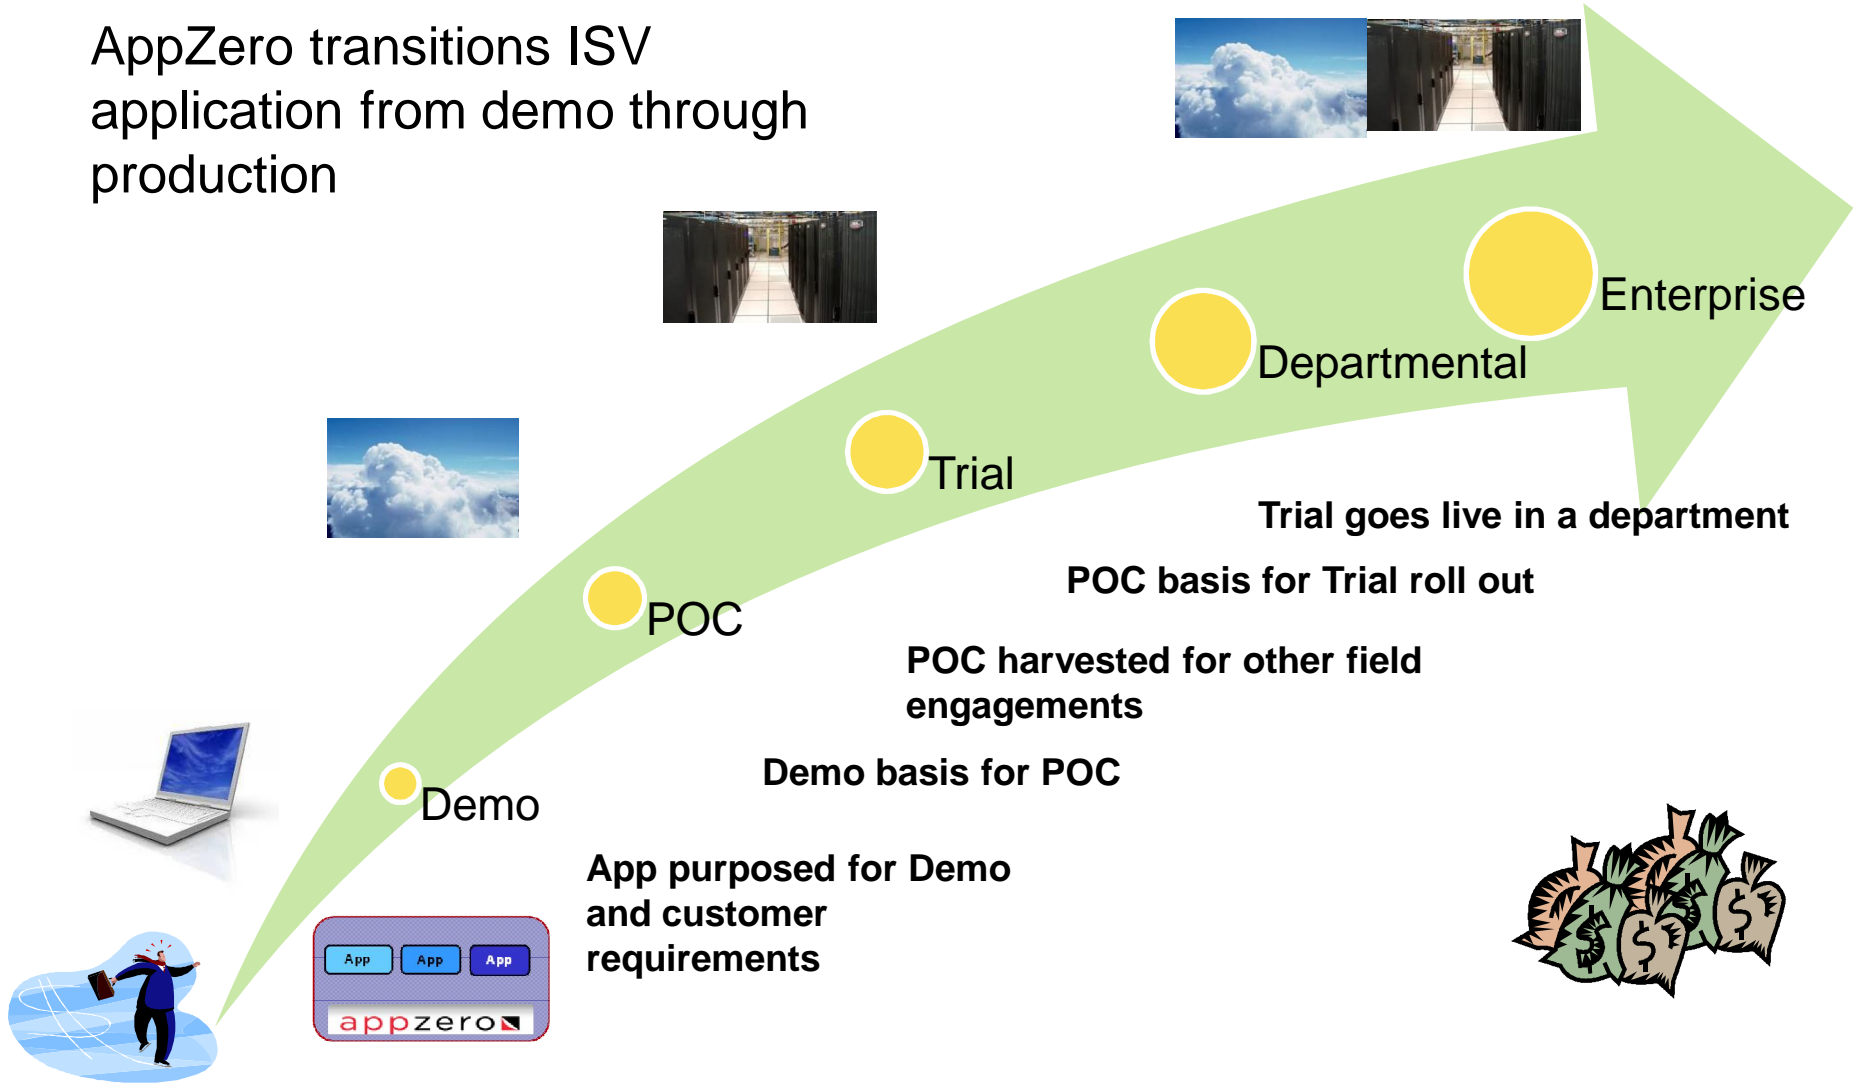 AppZero transitions ISV
application from demo through
production
Enterprise
Departmental
Trial
Trial goes live in a department
POC basis for Trial roll out
POC
POC harvested for other field
engagements
Demo basis for POC
Demo
App purposed for Demo
and customer
requirements
App App App
appzero
$ $ $ $